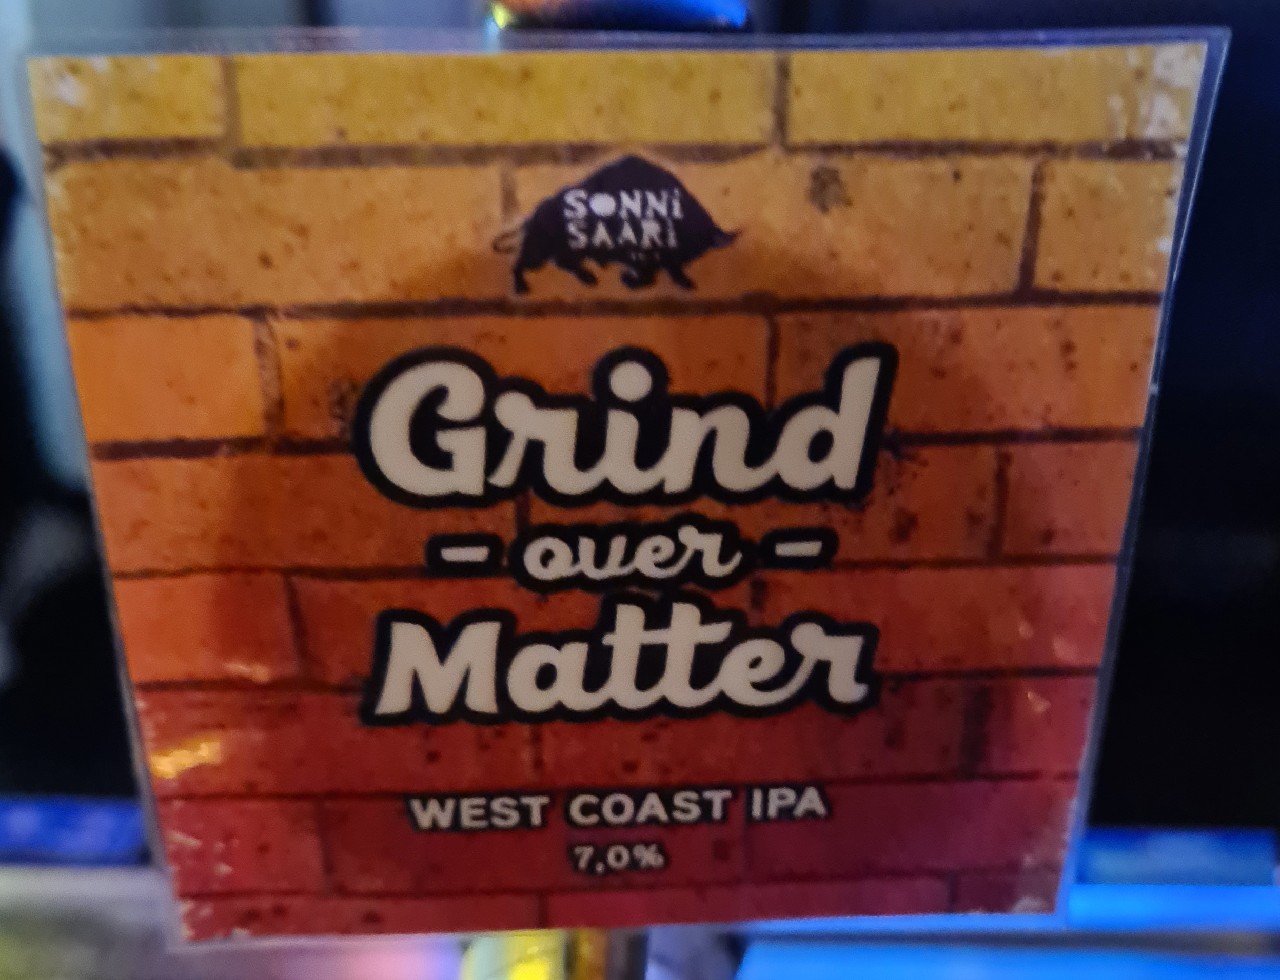 SONNi
SAARi
Grind
- over -
Matter
WEST COAST IPA
7,0%